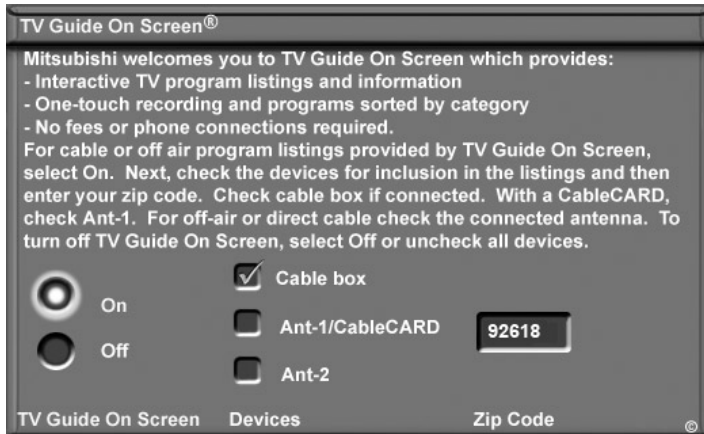 TV Guide On Screen®
Mitsubishi welcomes you to TV Guide On Screen which provides:
- Interactive TV program listings and information
- One-touch recording and programs sorted by category
- No fees or phone connections required.
For cable or off air program listings provided by TV Guide On Screen,
select On. Next, check the devices for inclusion in the listings and then
enter your zip code. Check cable box if connected. With a CableCARD,
check Ant-1. For off-air or direct cable check the connected antenna. To
turn off TV Guide On Screen, select Off or uncheck all devices.
On
Off
Cable box
Ant-1/CableCARD
Ant-2
92618
TV Guide On Screen
Devices
Zip Code
©